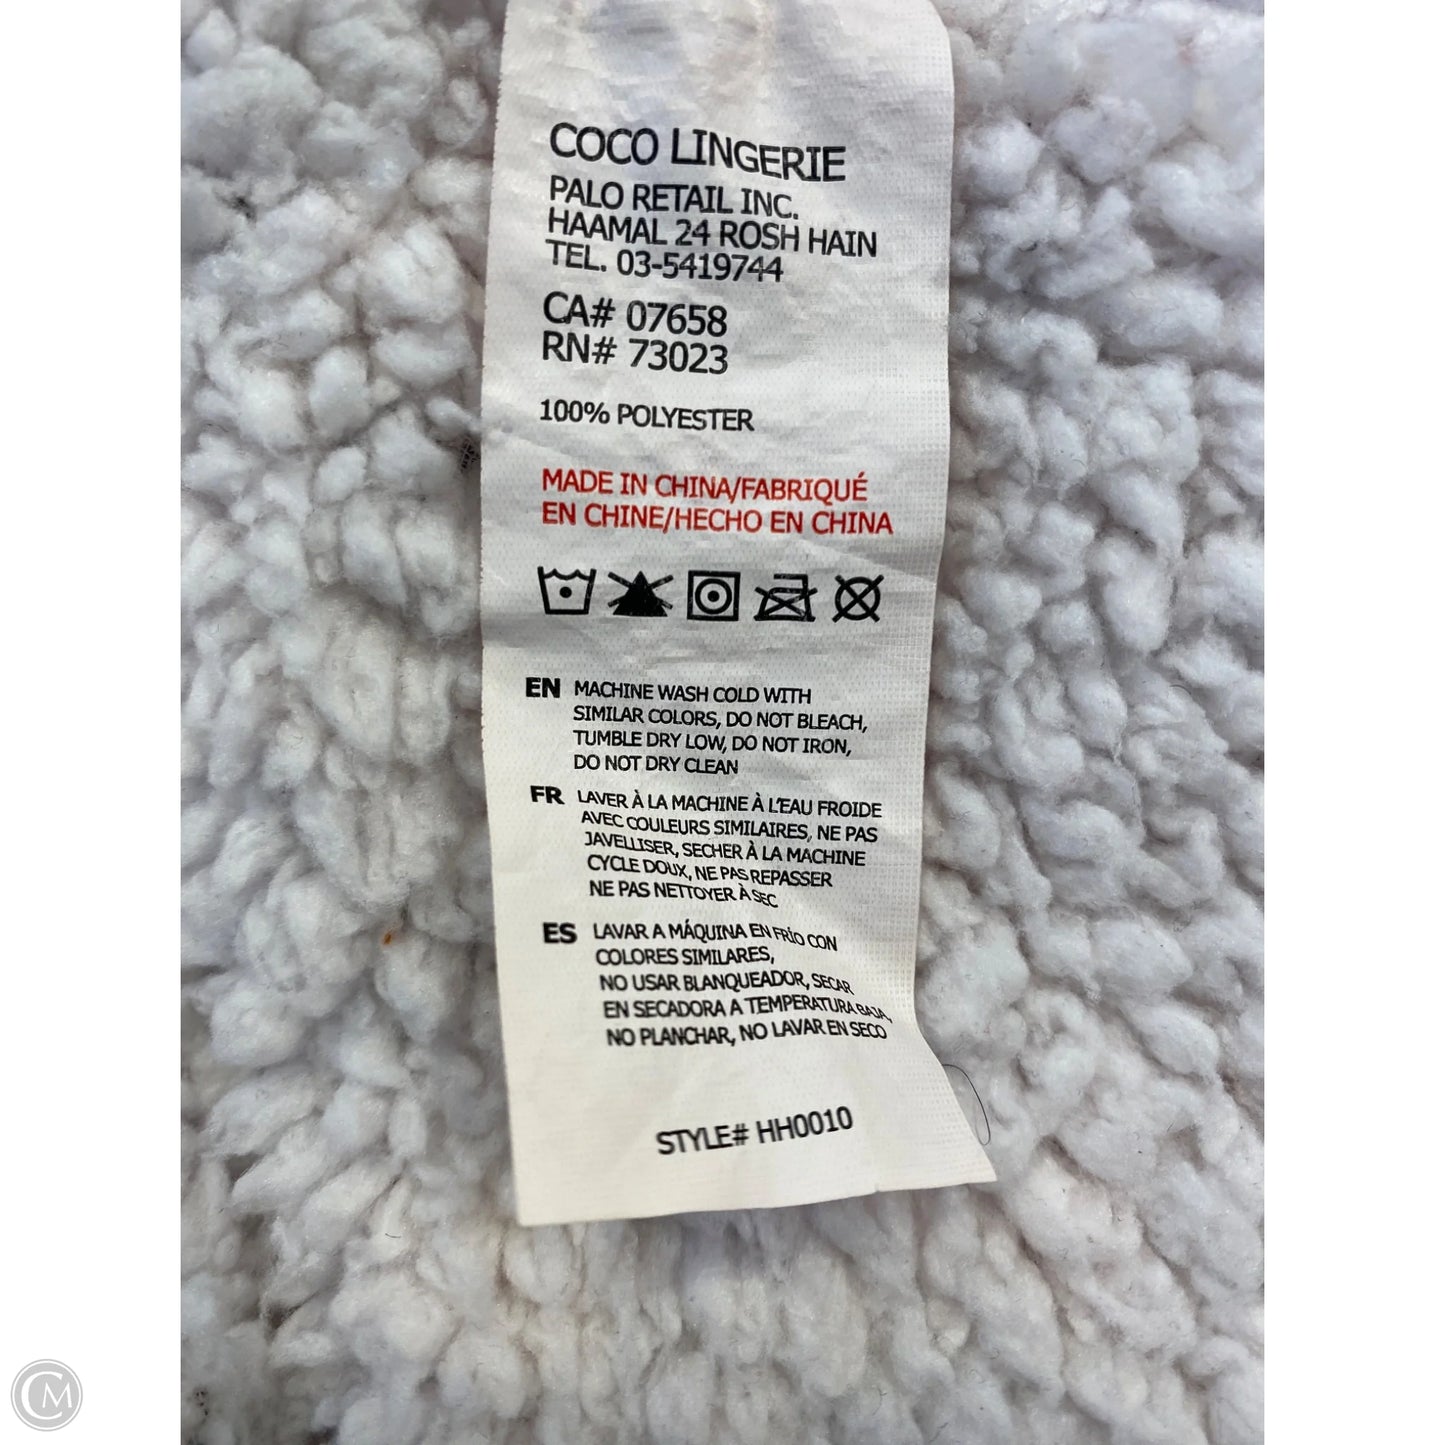 COCO LINGERIE
PALO RETAIL INC.
HAAMAL 24 ROSH HAIN
TEL. 03-5419744
CA# 07658
RN# 73023
100% POLYESTER
MADE IN CHINA/FABRIQUÉ
EN CHINE/HECHO EN CHINA
EN MACHINE WASH COLD WITH
SIMILAR COLORS, DO NOT BLEACH,
TUMBLE DRY LOW, DO NOT IRON,
DO NOT DRY CLEAN
FR LAVER À LA MACHINE À L'EAU FROIDE
AVEC COULEURS SIMILAIRES, NE PAS
JAVELLISER, SECHER À LA MACHINE
CYCLE DOUX, NE PAS REPASSER
NE PAS NETTOYER À SEC
ES LAVAR A MÁQUINA EN FRÍO CON
COLORES SIMILARES,
NO USAR BLANQUEADOR, SECAR
EN SECADORA A TEMPERATURA BAJA,
NO PLANCHAR, NO LAVAR EN SECO
STYLE# HH0010
CM